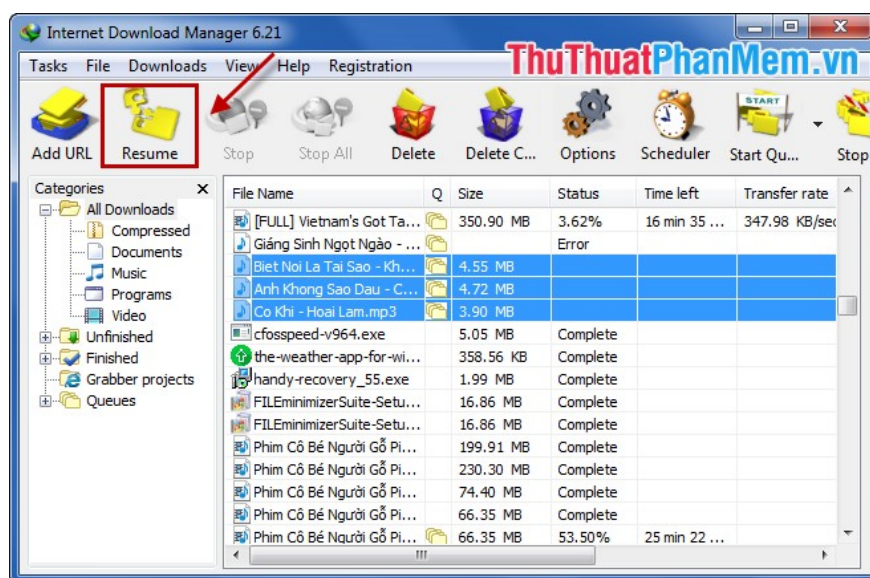 Internet Download Manager 6.21
ThuThuatPhanMem.vn
Tasks File Downloads View Help Registration
Add URL Resume Stop Stop All Delete Delete C... Options Scheduler START Start Qu... Stop
Categories x
All Downloads
Compressed
Documents
Music
Programs
Video
Unfinished
Finished
Grabber projects
Queues
File Name Q Size Status Time left Transfer rate
[FULL] Vietnam's Got Ta... 350.90 MB 3.62% 16 min 35 ... 347.98 KB/sec
Giáng Sinh Ngọt Ngào - ... Error
Biet Noi La Tai Sao - Kh... 4.55 MB
Anh Khong Sao Dau - C... 4.72 MB
Co Khi - Hoai Lam.mp3 3.90 MB
cfosspeed-v964.exe 5.05 MB Complete
the-weather-app-for-wi... 358.56 KB Complete
handy-recovery_55.exe 1.99 MB Complete
FILEminimizerSuite-Setu... 16.86 MB Complete
FILEminimizerSuite-Setu... 16.86 MB Complete
Phim Cô Bé Người Gỗ Pi... 199.91 MB Complete
Phim Cô Bé Người Gỗ Pi... 230.30 MB Complete
Phim Cô Bé Người Gỗ Pi... 74.40 MB Complete
Phim Cô Bé Người Gỗ Pi... 66.35 MB Complete
Phim Cô Bé Người Gỗ Pi... 66.35 MB 53.50% 25 min 22 ...